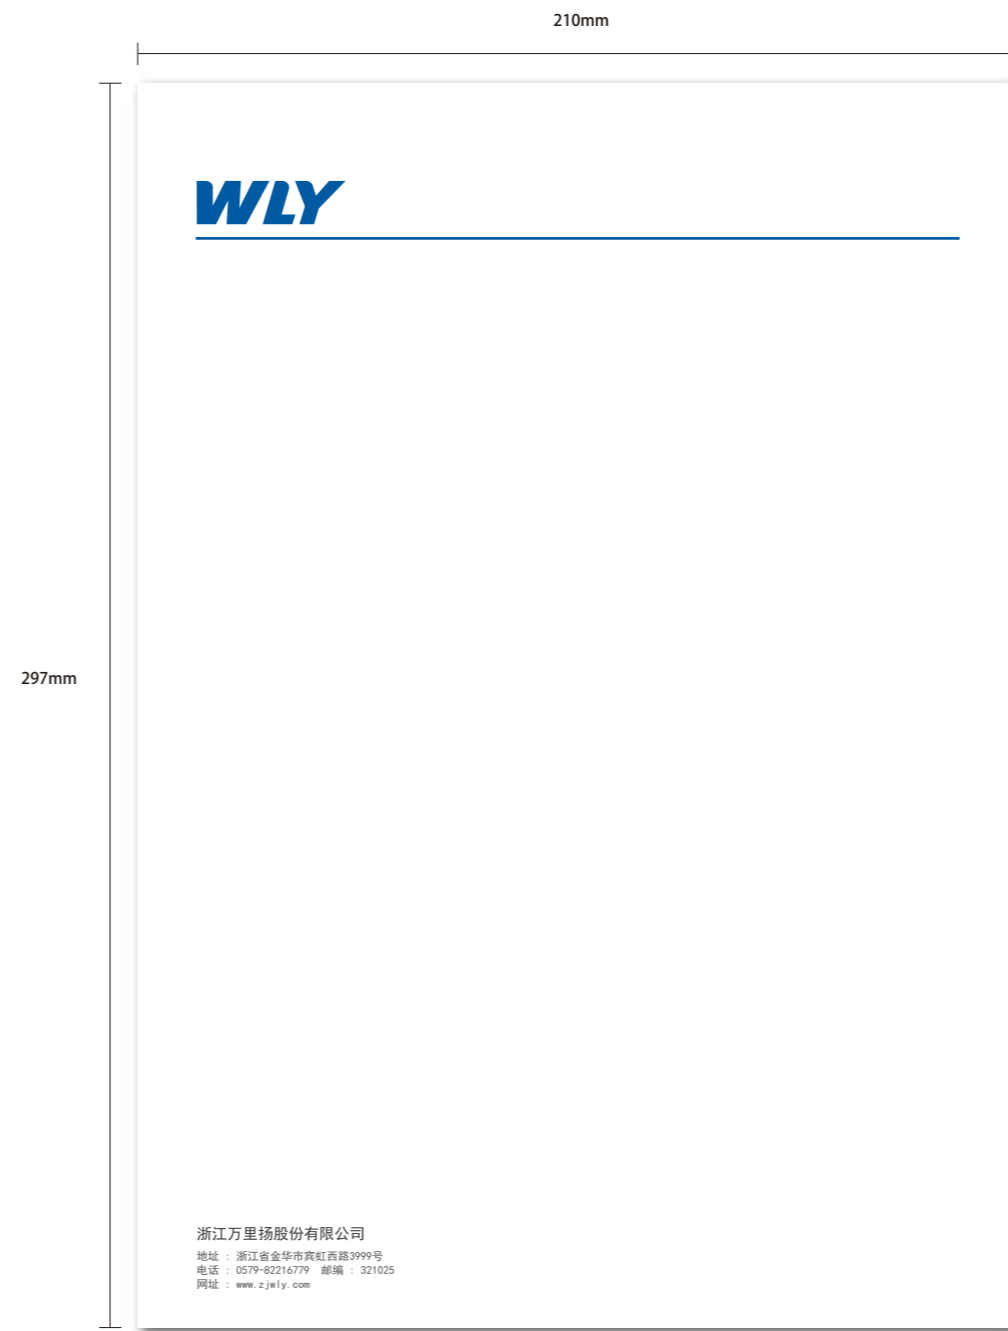 210mm
WLY
297mm
浙江万里扬股份有限公司
地址 : 浙江省金华市宾虹西路3999号
电话 : 0579-82216779 邮编 : 321025
网址 : www.zjwly.com